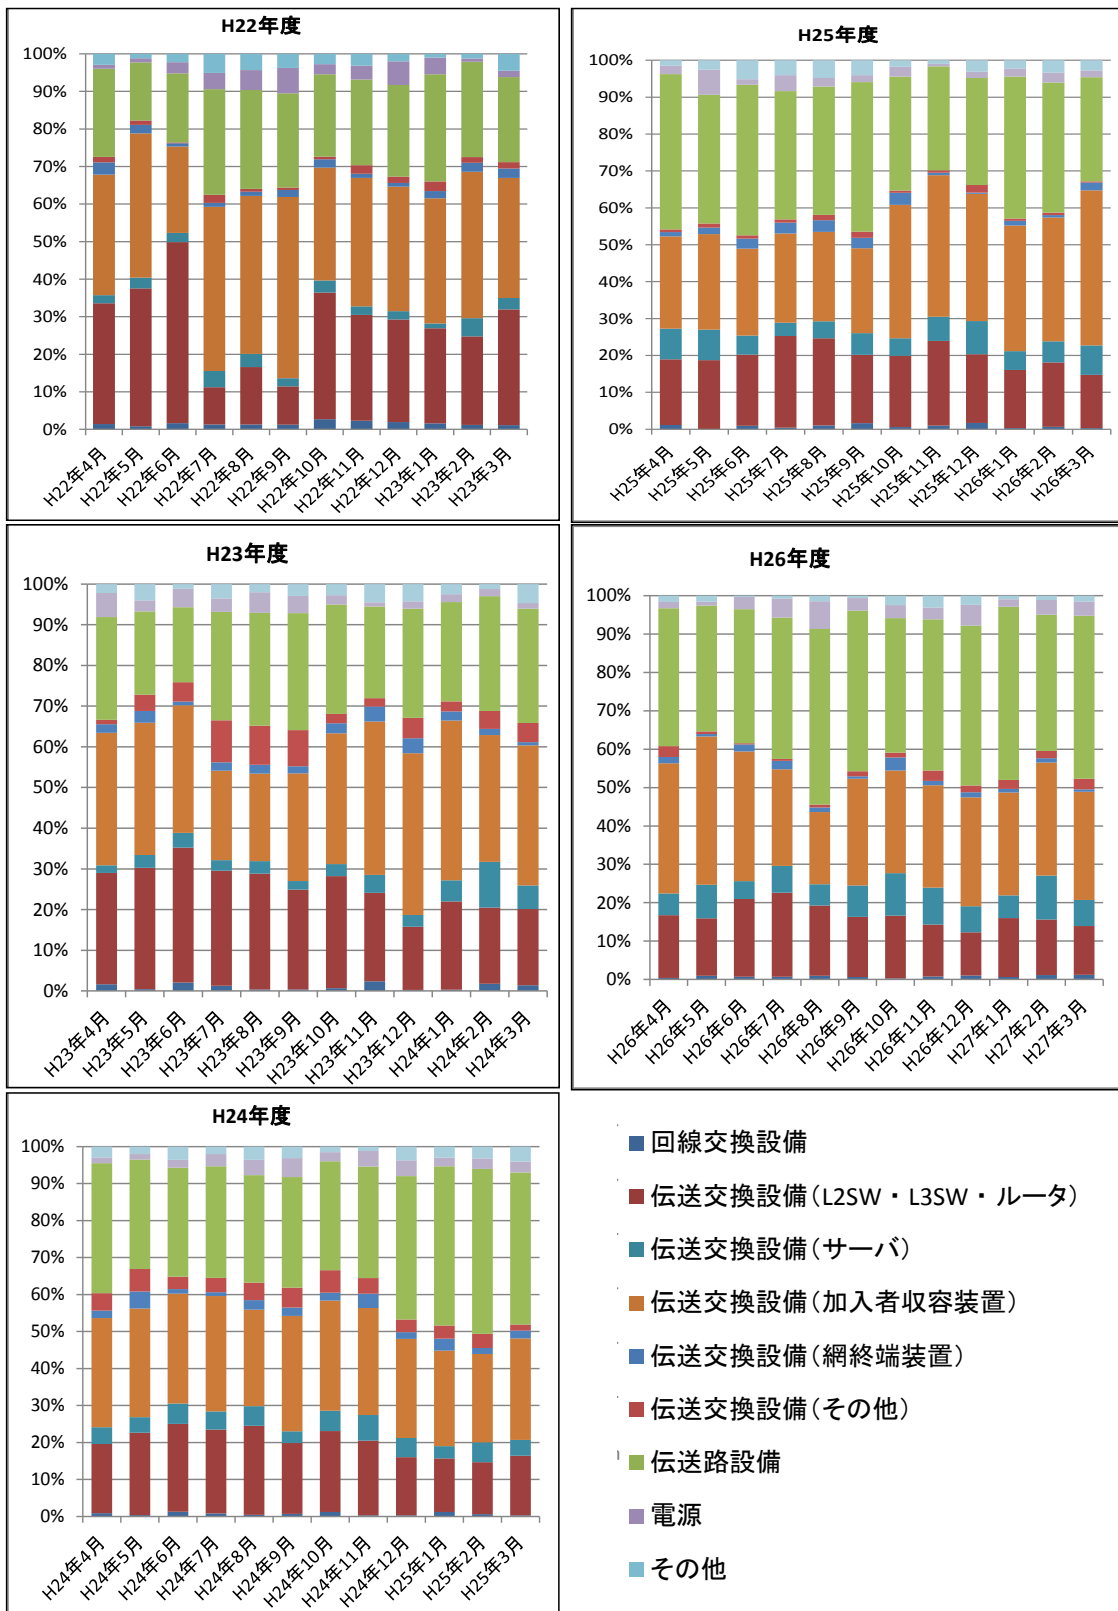 H22年度
100%
90%
80%
70%
60%
50%
40%
30%
20%
10%
0%
H22年4月
H22年5月
H22年6月
H22年7月
H22年8月
H22年9月
H22年10月
H22年11月
H22年12月
H23年1月
H23年2月
H23年3月
H25年度
100%
90%
80%
70%
60%
50%
40%
30%
20%
10%
0%
H25年4月
H25年5月
H25年6月
H25年7月
H25年8月
H25年9月
H25年10月
H25年11月
H25年12月
H26年1月
H26年2月
H26年3月
H23年度
100%
90%
80%
70%
60%
50%
40%
30%
20%
10%
0%
H23年4月
H23年5月
H23年6月
H23年7月
H23年8月
H23年9月
H23年10月
H23年11月
H23年12月
H24年1月
H24年2月
H24年3月
H26年度
100%
90%
80%
70%
60%
50%
40%
30%
20%
10%
0%
H26年4月
H26年5月
H26年6月
H26年7月
H26年8月
H26年9月
H26年10月
H26年11月
H26年12月
H27年1月
H27年2月
H27年3月
H24年度
100%
90%
80%
70%
60%
50%
40%
30%
20%
10%
0%
H24年4月
H24年5月
H24年6月
H24年7月
H24年8月
H24年9月
H24年10月
H24年11月
H24年12月
H25年1月
H25年2月
H25年3月
回線交換設備
伝送交換設備(L2SW・L3SW・ルータ)
伝送交換設備(サーバ)
伝送交換設備(加入者収容装置)
伝送交換設備(網終端装置)
伝送交換設備(その他)
伝送路設備
電源
その他